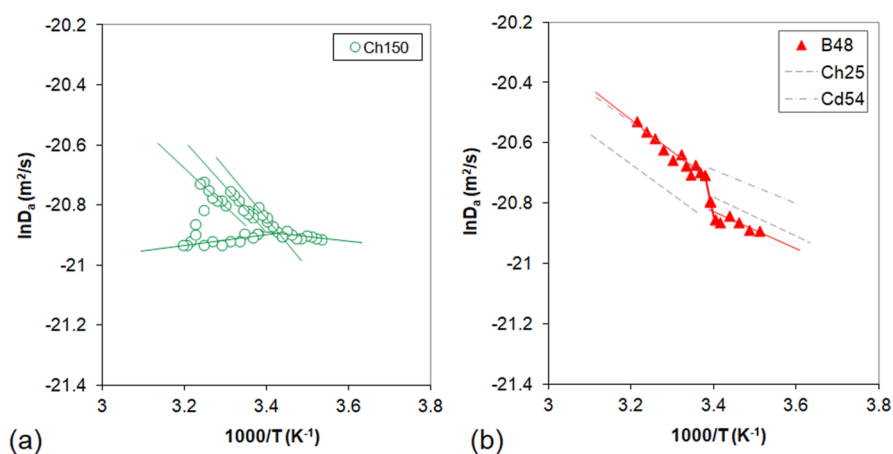 -20.2
-20.4
-20.6
-20.8
-21
-21.2
-21.4
lnDa (m²/s)
Ch150
3
3.2
3.4
3.6
3.8
1000/T (K⁻¹)
(a)
-20.2
-20.4
-20.6
-20.8
-21
-21.2
-21.4
lnDa (m²/s)
B48
Ch25
Cd54
3
3.2
3.4
3.6
3.8
1000/T (K⁻¹)
(b)